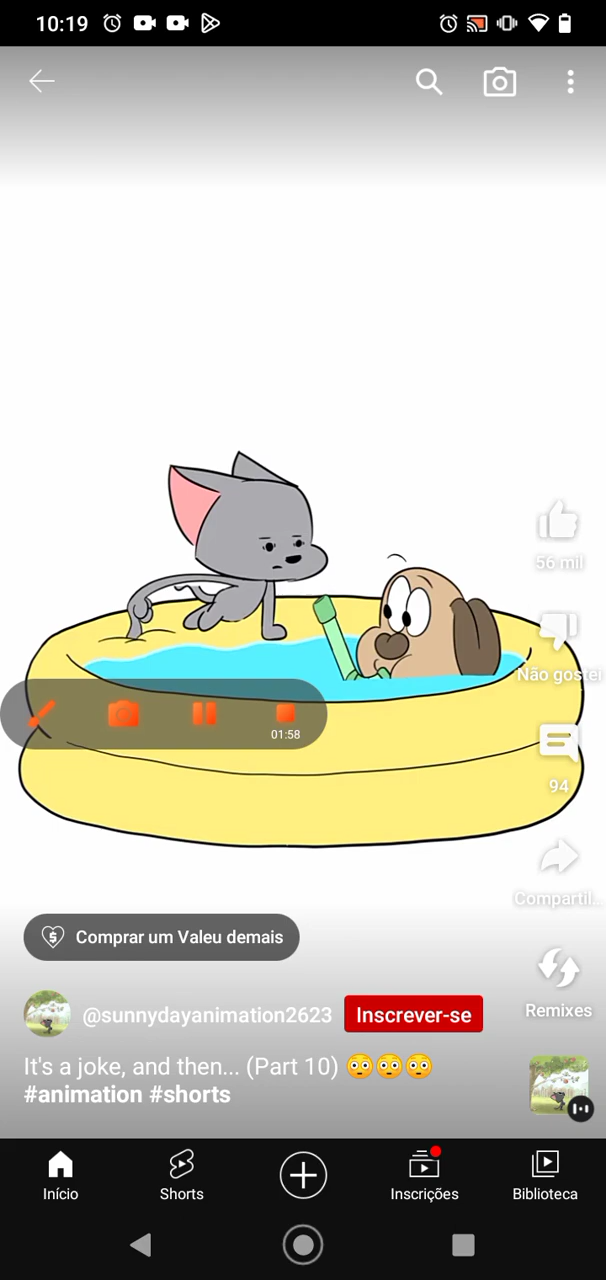 10:19
56 mil
Não gostei
01:58
94
Compartil...
Comprar um Valeu demais
@sunnydayanimation2623
Inscrever-se
Remixes
It's a joke, and then... (Part 10) 😳😳😳
#animation #shorts
Início
Shorts
Inscrições
Biblioteca